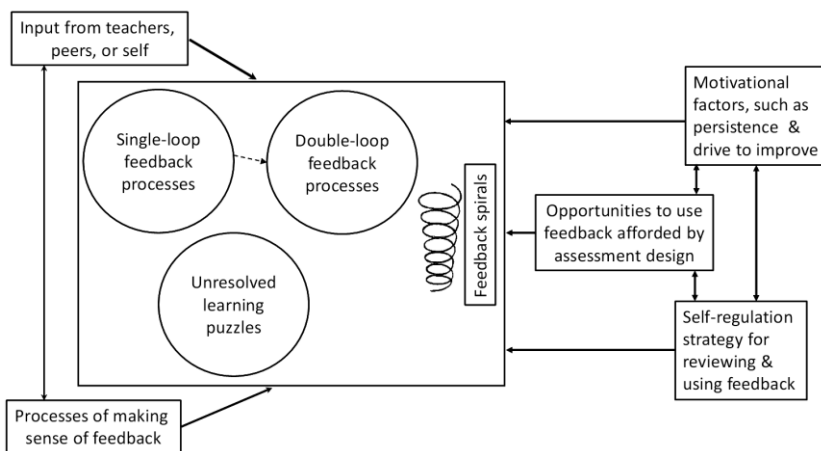 Input from teachers,
peers, or self
Single-loop
feedback
processes
Double-loop
feedback
processes
Unresolved
learning
puzzles
Feedback spirals
Motivational
factors, such as
persistence &
drive to improve
Opportunities to use
feedback afforded by
assessment design
Self-regulation
strategy for
reviewing &
using feedback
Processes of making
sense of feedback